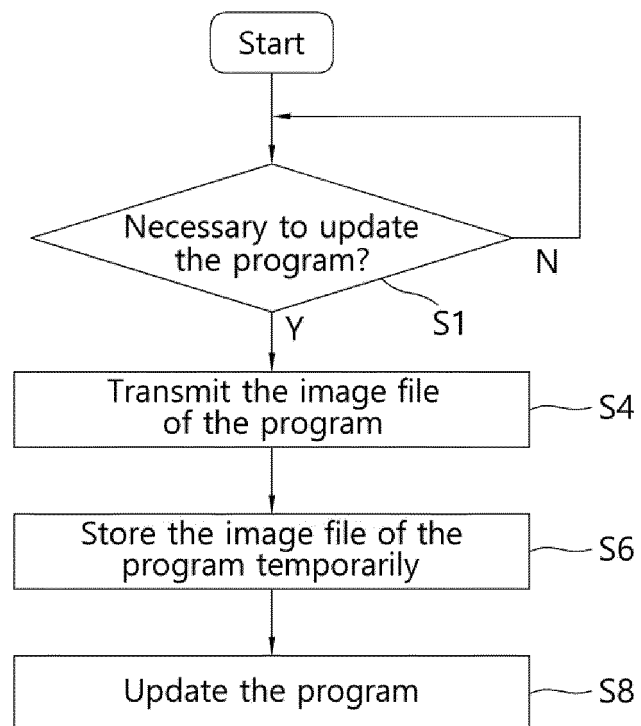 Start
Necessary to update
the program?
N
S1
Y
Transmit the image file
of the program
S4
Store the image file of the
program temporarily
S6
Update the program
S8